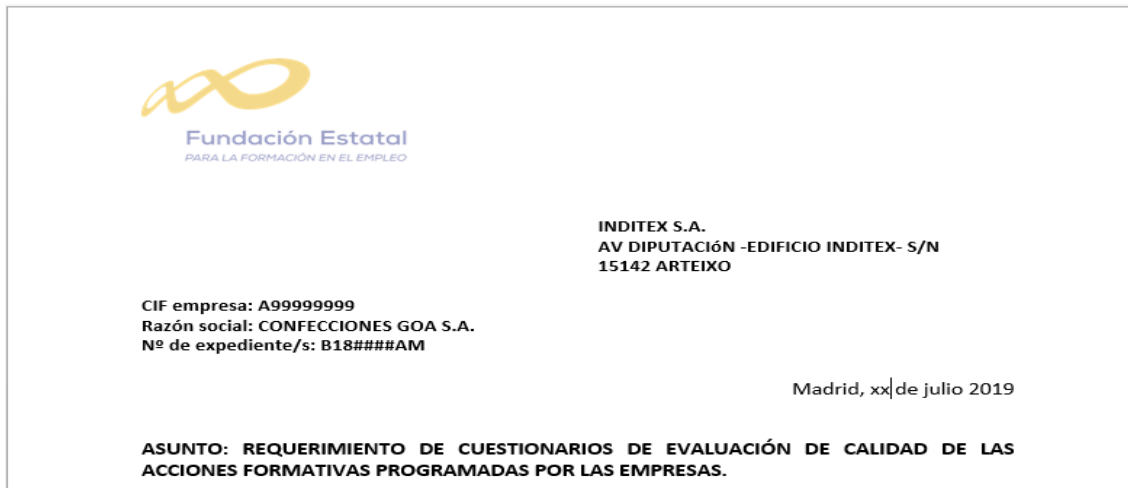 Fundación Estatal
PARA LA FORMACIÓN EN EL EMPLEO
INDITEX S.A.
AV DIPUTACIóN -EDIFICIO INDITEX- S/N
15142 ARTEIXO
CIF empresa: A99999999
Razón social: CONFECCIONES GOA S.A.
Nº de expediente/s: B18####AM
Madrid, xx de julio 2019
ASUNTO: REQUERIMIENTO DE CUESTIONARIOS DE EVALUACIÓN DE CALIDAD DE LAS
ACCIONES FORMATIVAS PROGRAMADAS POR LAS EMPRESAS.